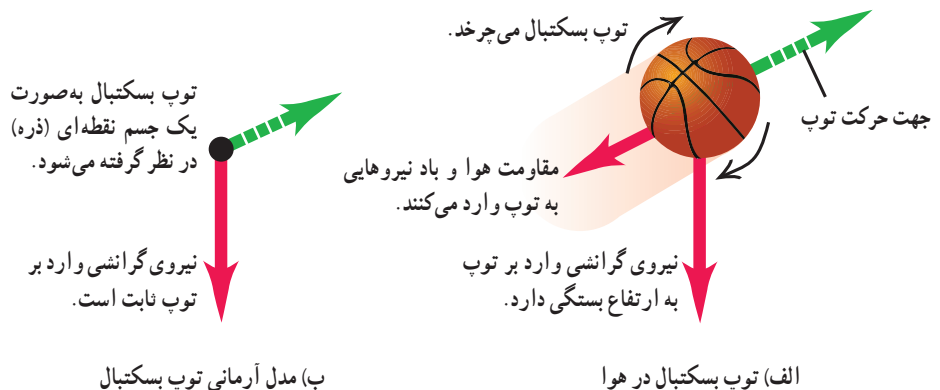 توپ بسکتبال می‌چرخد.
جهت حرکت توپ
مقاومت هوا و باد نیروهایی
به توپ وارد می‌کنند.
نیروی گرانشی وارد بر توپ
به ارتفاع بستگی دارد.
الف) توپ بسکتبال در هوا
توپ بسکتبال به‌صورت
یک جسم نقطه‌ای (ذره)
در نظر گرفته می‌شود.
نیروی گرانشی وارد بر
توپ ثابت است.
ب) مدل آرمانی توپ بسکتبال